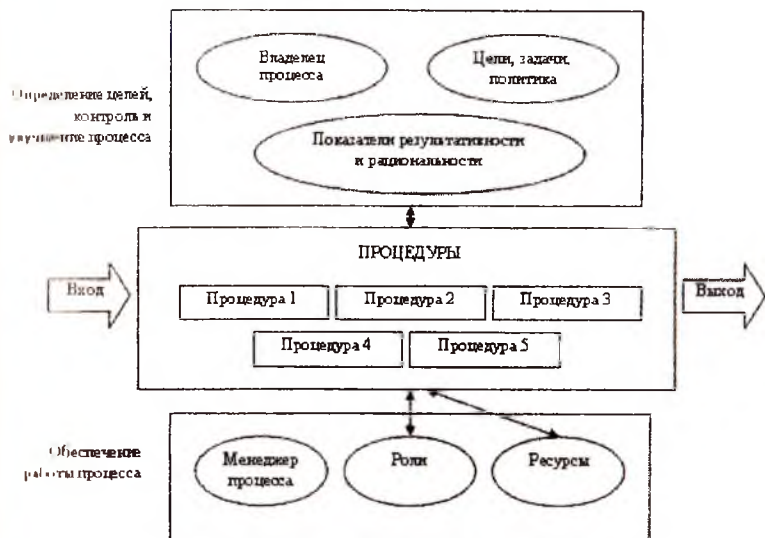 Владелец
процесса
Цели, задачи,
политика
Определение целей,
контроль и
улучшение процесса
Показатели результативности
и рациональности
ПРОЦЕДУРЫ
Вход
Процедура 1
Процедура 2
Процедура 3
Выход
Процедура 4
Процедура 5
Обеспечение
работы процесса
Менеджер
процесса
Роли
Ресурсы